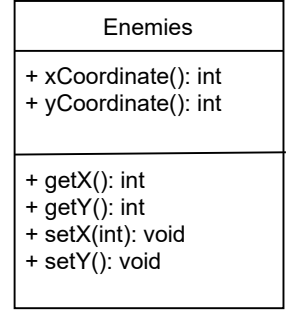 Enemies
+ xCoordinate(): int
+ yCoordinate(): int
+ getX(): int
+ getY(): int
+ setX(int): void
+ setY(): void